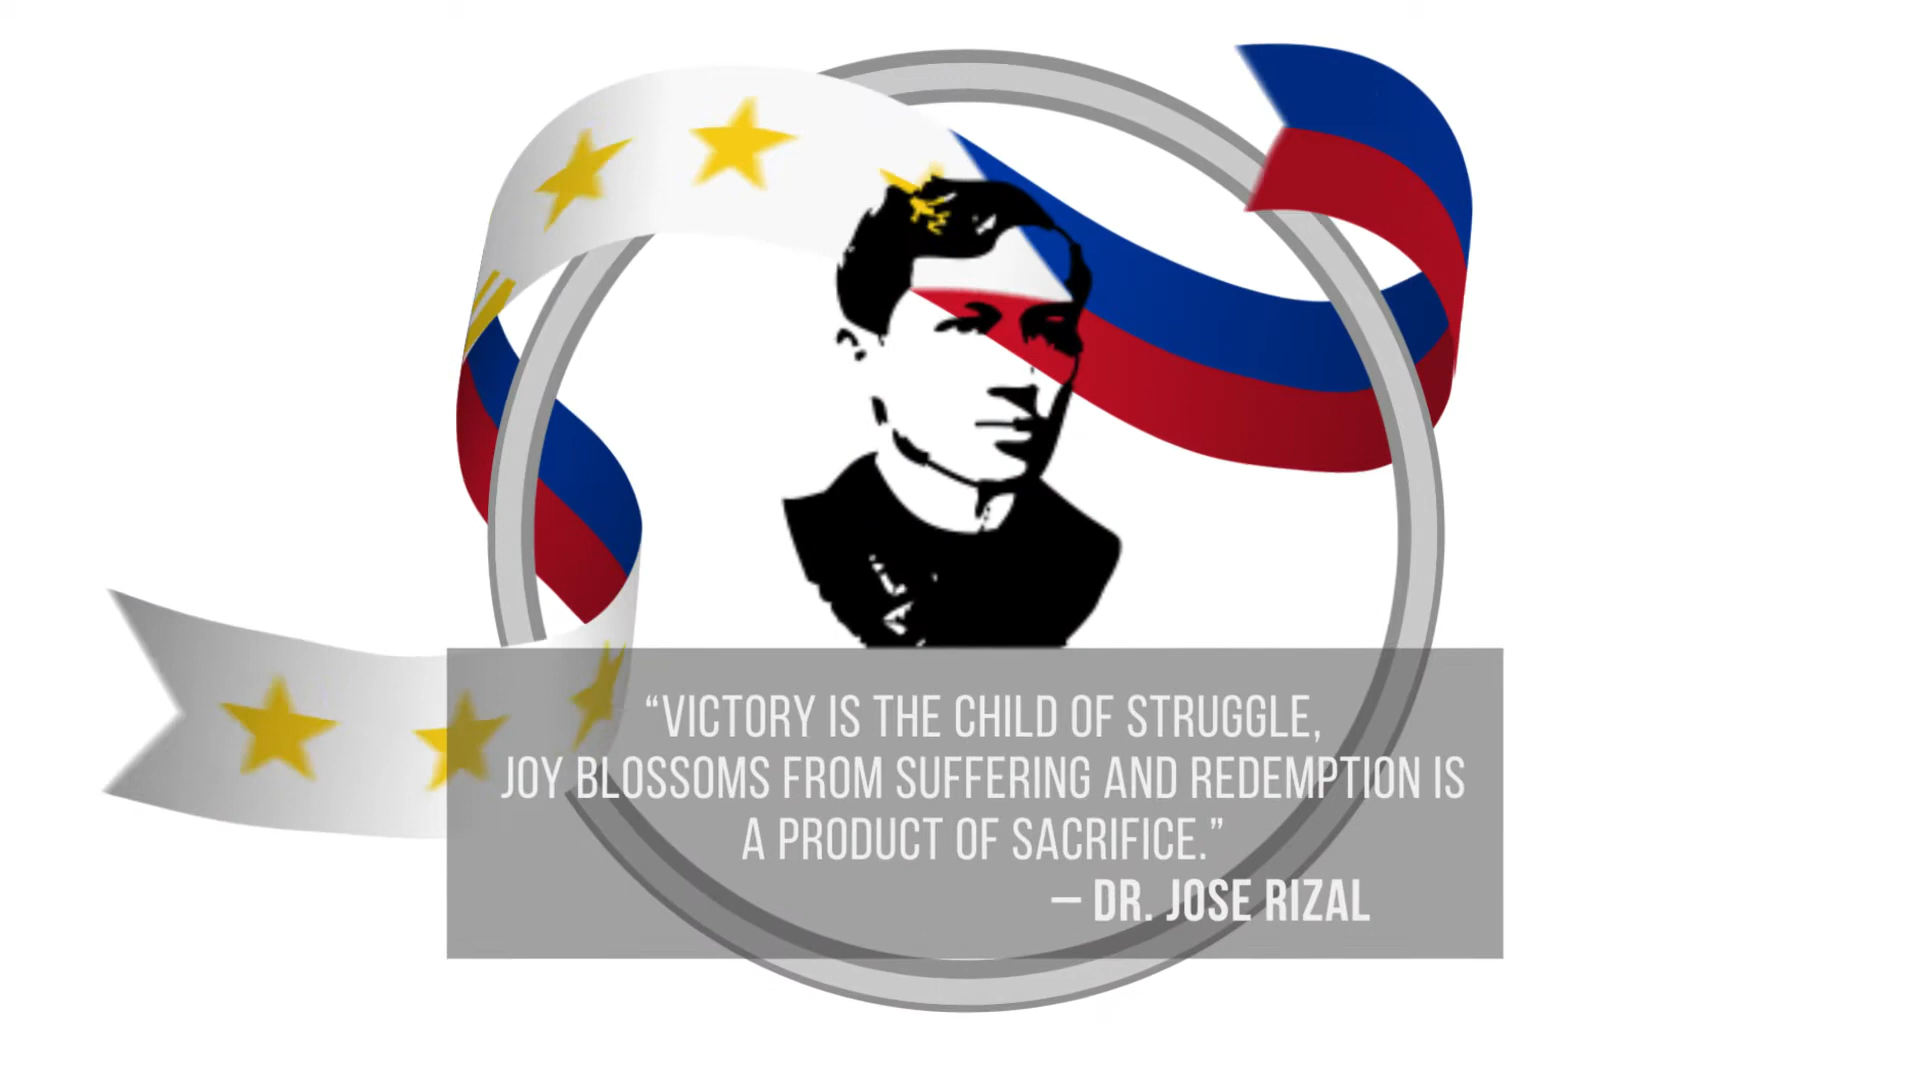 “VICTORY IS THE CHILD OF STRUGGLE,
JOY BLOSSOMS FROM SUFFERING AND REDEMPTION IS
A PRODUCT OF SACRIFICE.”
– DR. JOSE RIZAL